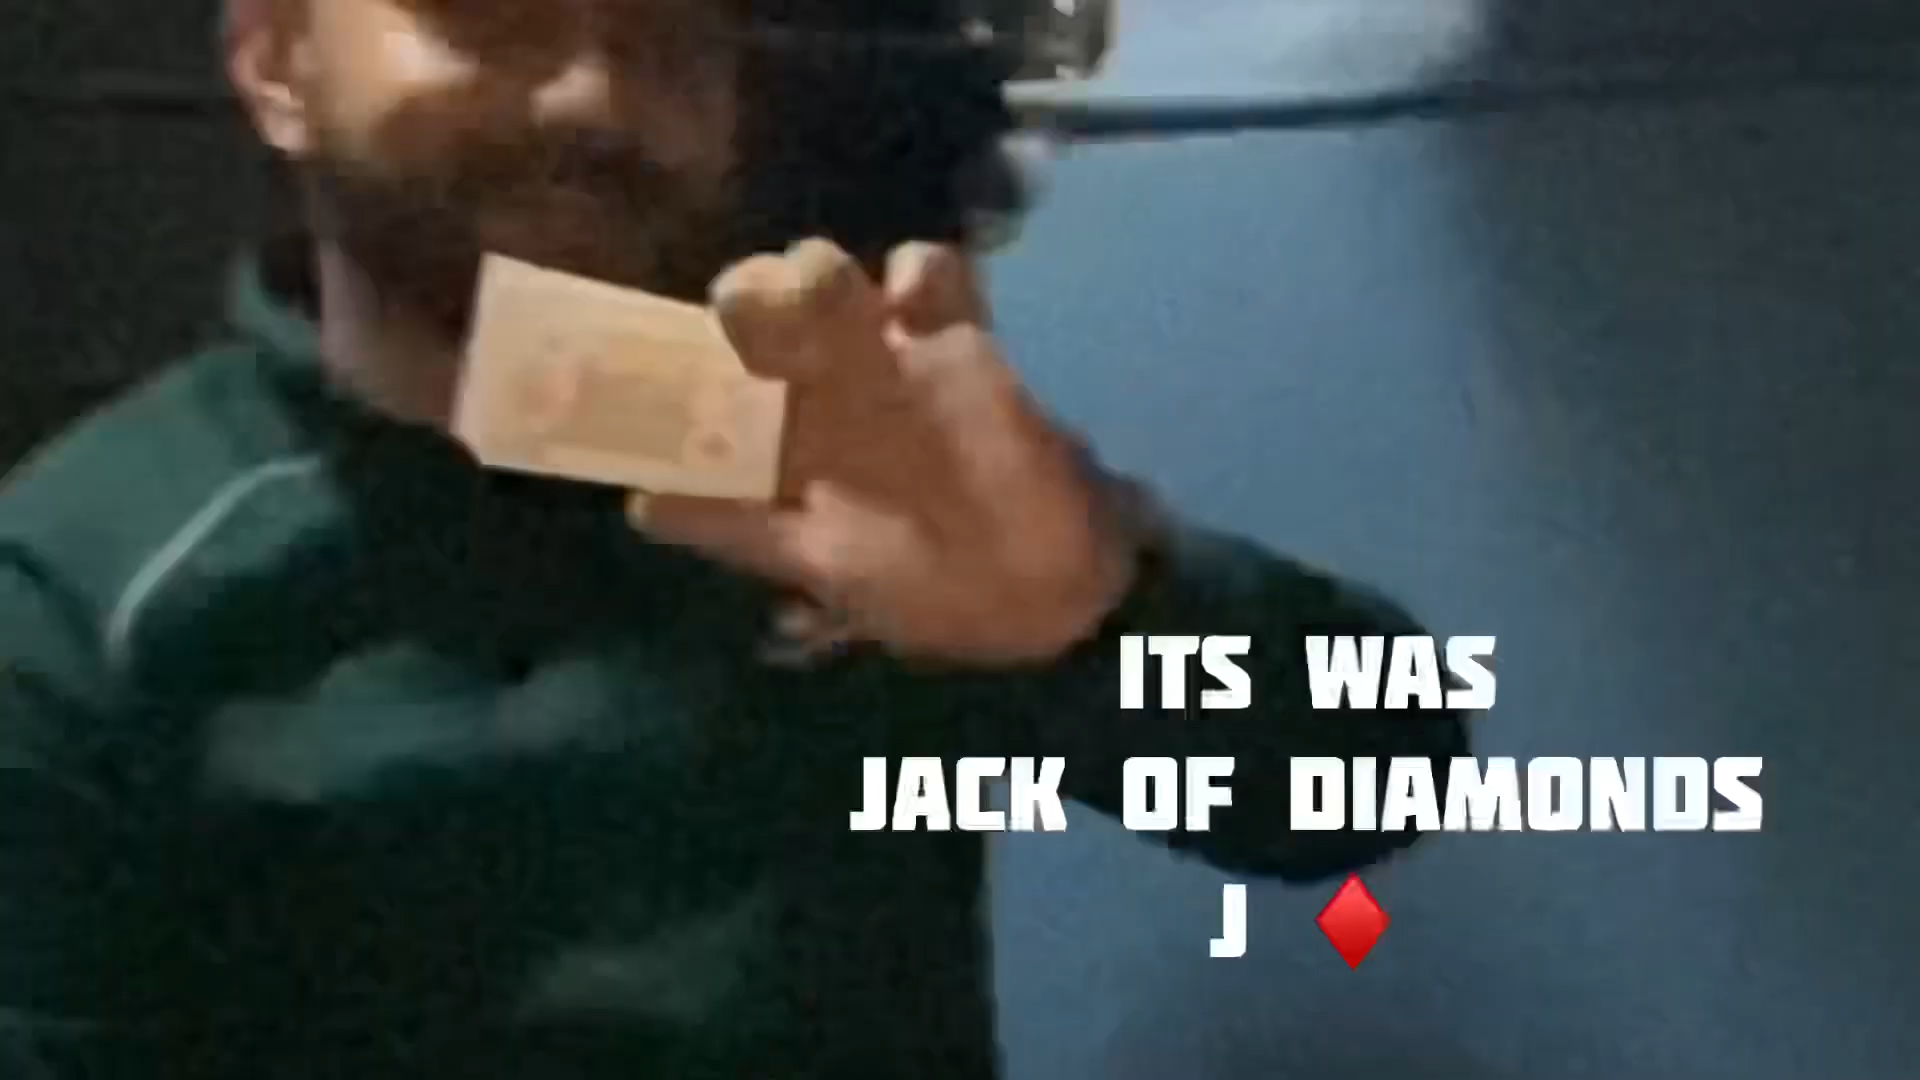 ITS WAS
JACK OF DIAMONDS
J ♦